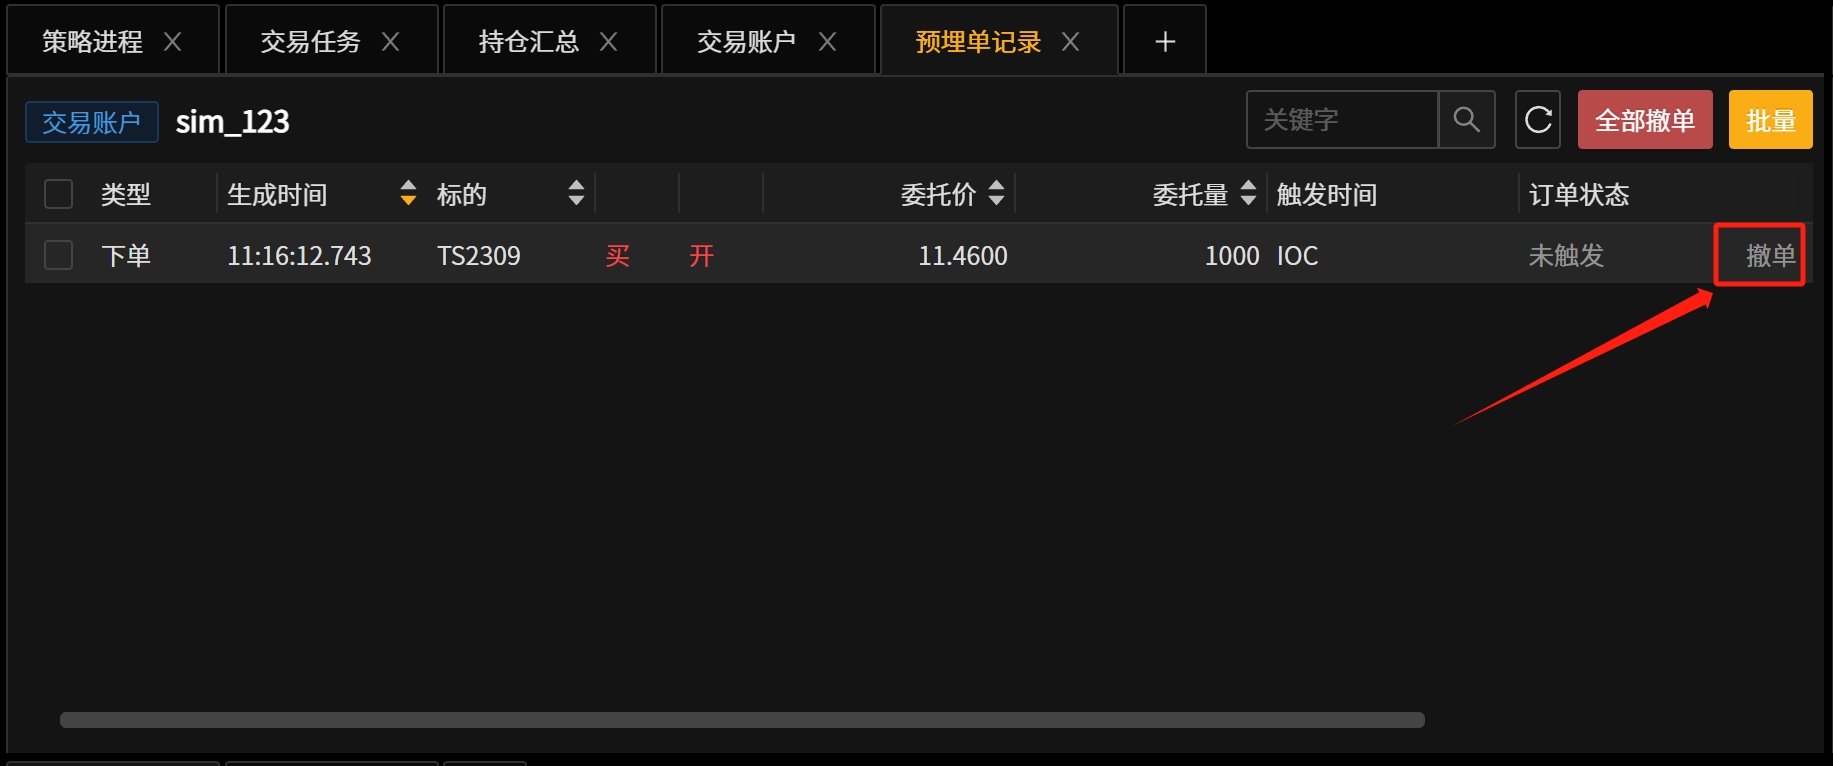 策略进程 交易任务 持仓汇总 交易账户 预埋单记录
交易账户 sim_123 关键字 全部撤单 批量
类型 生成时间 标的 委托价 委托量 触发时间 订单状态
下单 11:16:12.743 TS2309 买 开 11.4600 1000 IOC 未触发 撤单